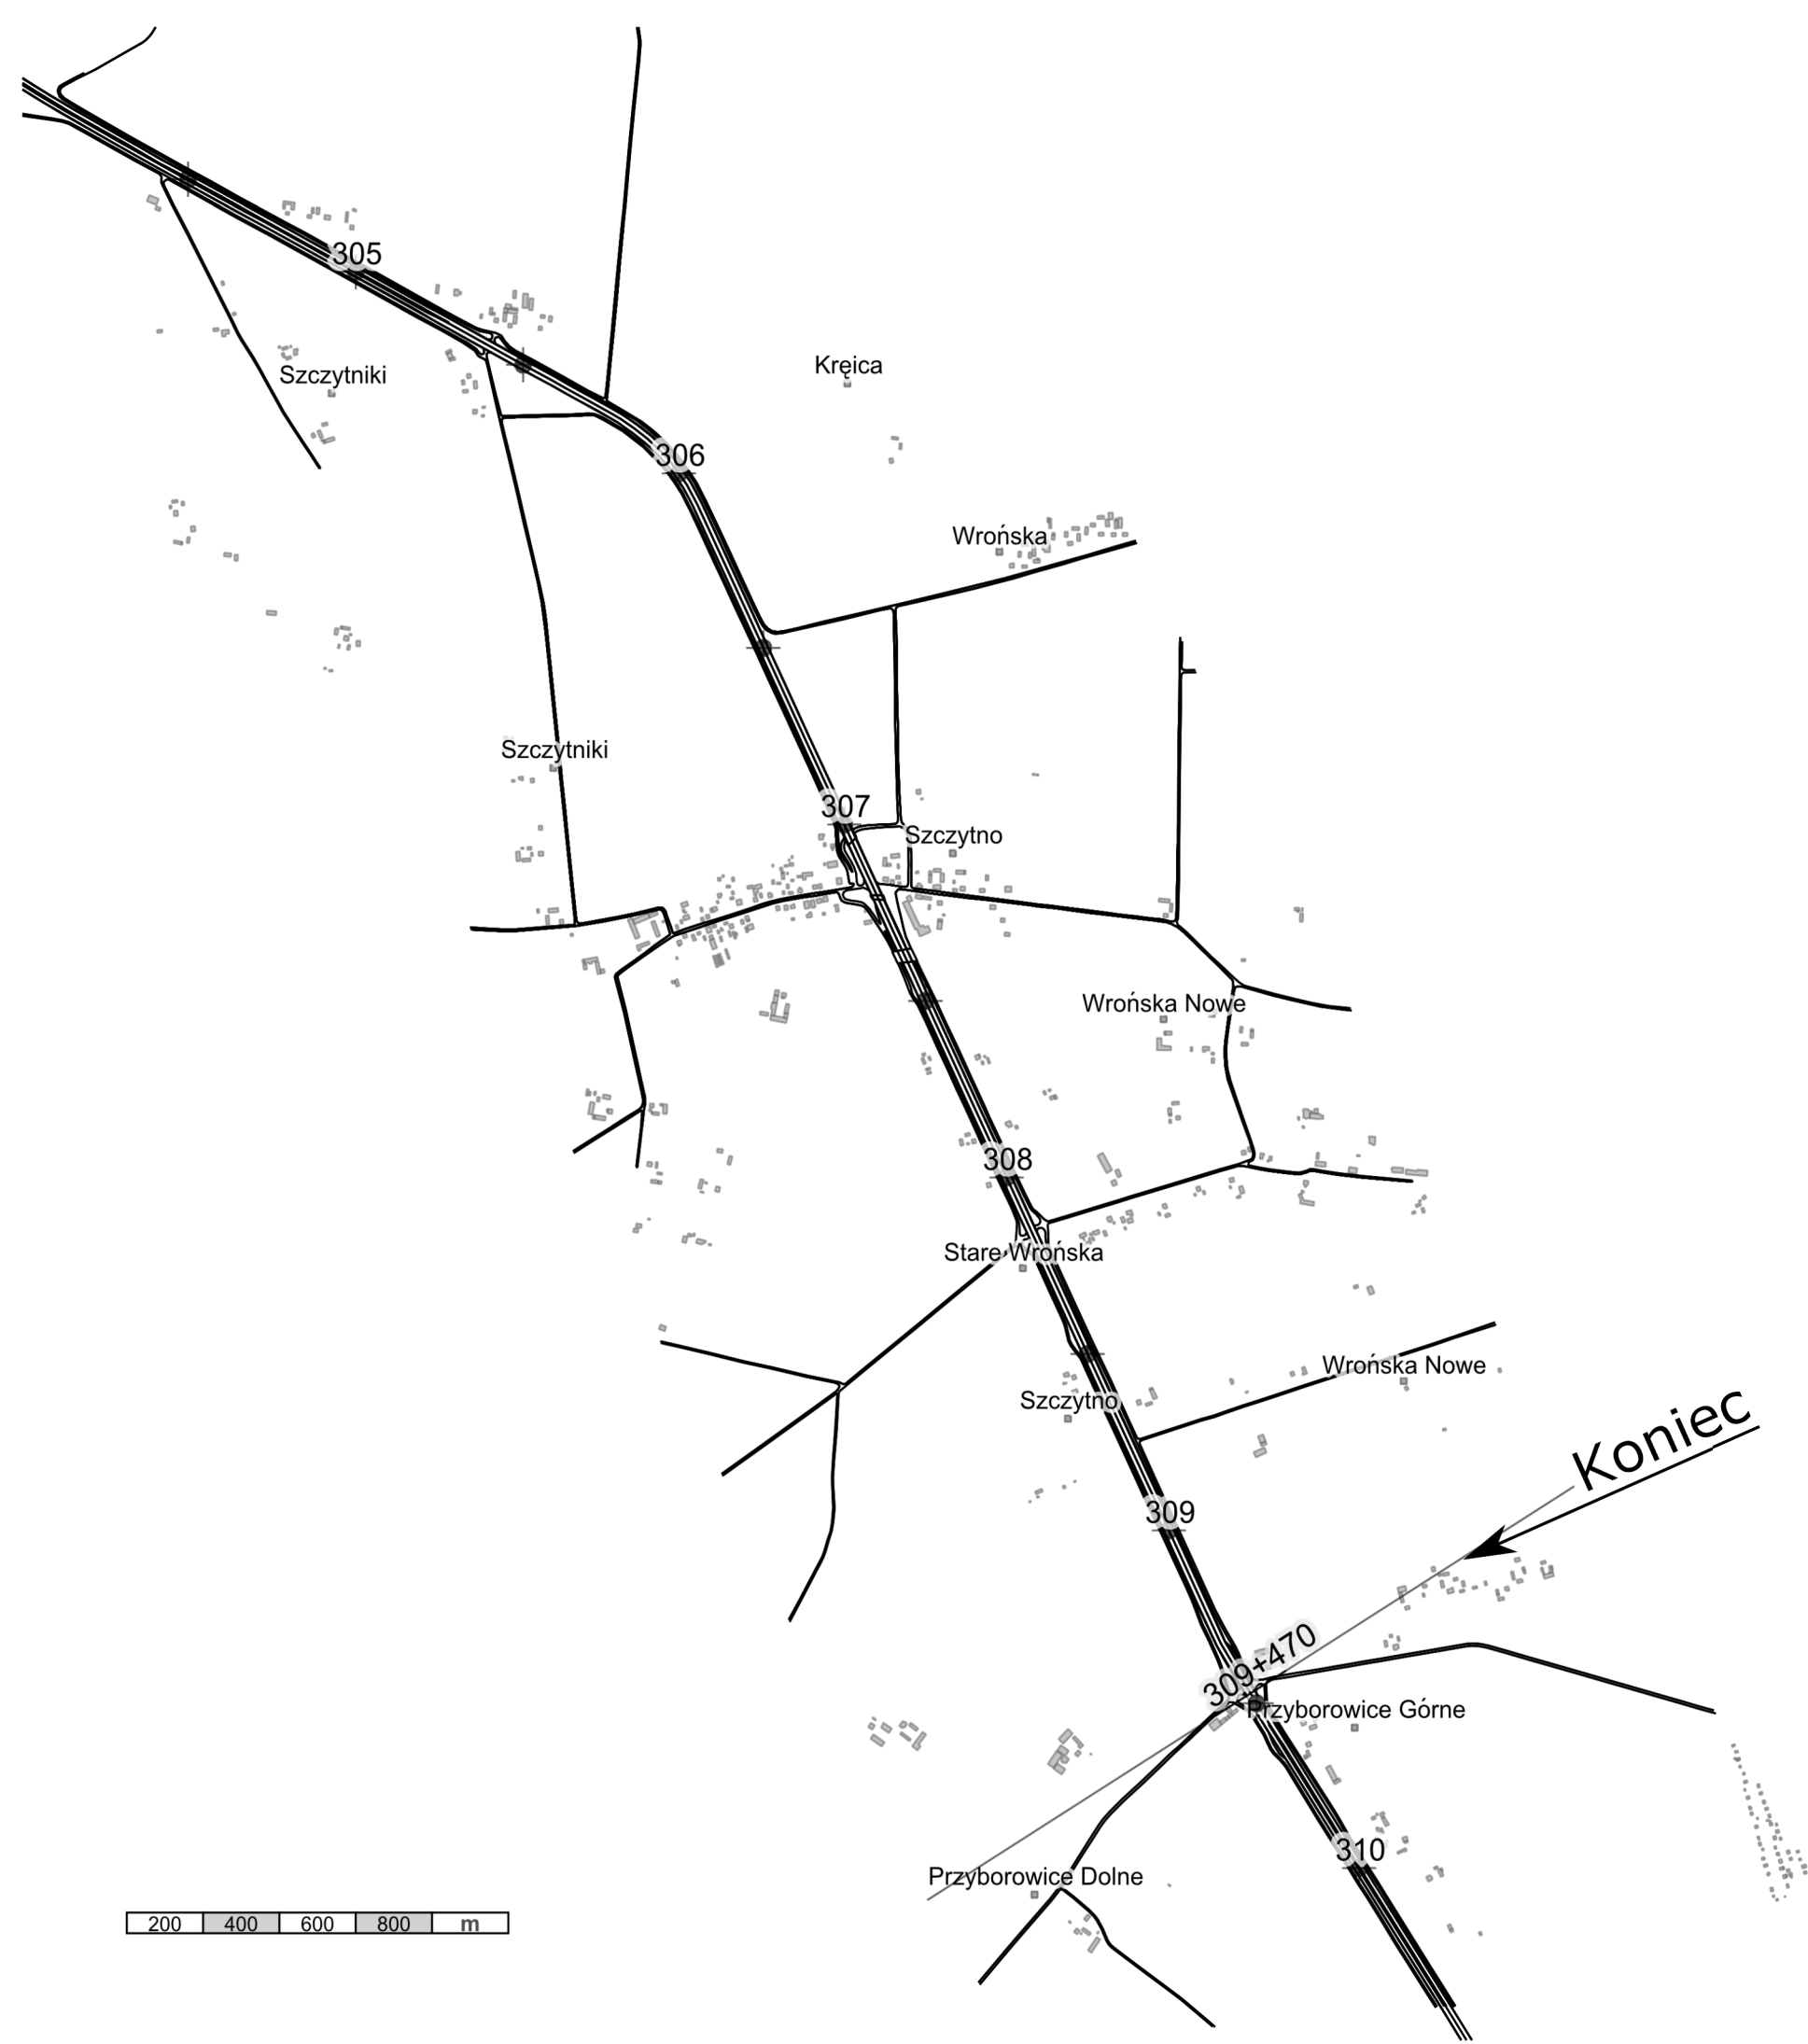 305
Szczytniki
Kręica
306
Wrońska
Szczytniki
307
Szczytno
Wrońska Nowe
308
Stare Wrońska
Wrońska Nowe
Szczytno
Koniec
309
309+470
Przyborowice Górne
310
Przyborowice Dolne
200 400 600 800 m